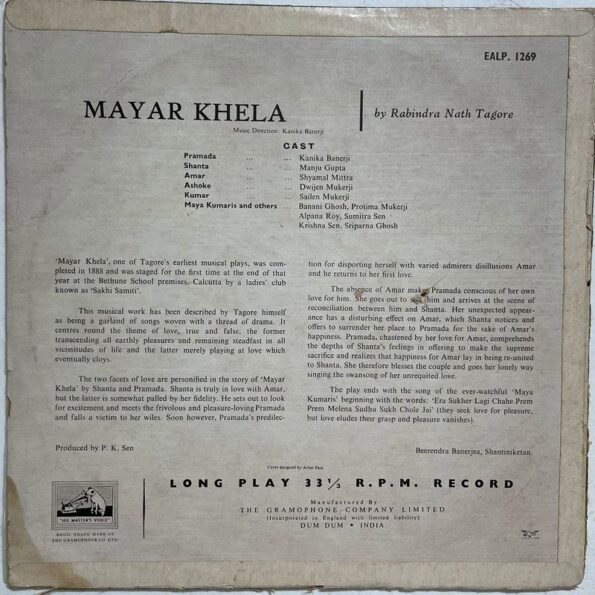 EALP. 1269
MAYAR KHELA
by Rabindra Nath Tagore
Music Direction Kanika Banerji
CAST
Pramada ... ... Kanika Banerji
Shanta ... ... Manju Gupta
Amar ... ... Shyamal Mittra
Ashoke ... ... Dwijen Mukerji
Kumar ... ... Sailen Mukerji
Maya Kumaris and others ... Banani Ghosh, Protima Mukerji
Alpana Roy, Sumitra Sen
Krishna Sen, Sriparna Ghosh
'Mayar Khela', one of Tagore's earliest musical plays, was com-
pleted in 1888 and was staged for the first time at the end of that
year at the Bethune School premises, Calcutta by a ladies' club
known as 'Sakhi Samiti'.
This musical work has been described by Tagore himself
as being a garland of songs woven with a thread of drama. It
centres round the theme of love, true and false, the former
transcending all earthly pleasures and remaining steadfast in all
vicissitudes of life and the latter merely playing at love which
eventually cloys.
The two facets of love are personified in the story of 'Mayar
Khela' by Shanta and Pramada. Shanta is truly in love with Amar,
but the latter is somewhat palled by her fidelity. He sets out to look
for excitement and meets the frivolous and pleasure-loving Pramada
and falls a victim to her wiles. Soon however, Pramada's predilec-
tion for disporting herself with varied admirers disillusions Amar
and he returns to his first love.
The absence of Amar make Pramada conscious of her own
love for him. She goes out to him and arrives at the scene of
reconciliation between him and Shanta. Her unexpected appear-
ance has a disturbing effect on Amar, which Shanta notices and
offers to surrender her place to Pramada for the sake of Amar's
happiness. Pramada, chastened by her love for Amar, comprehends
the depths of Shanta's feelings in offering to make the supreme
sacrifice and realizes that happiness for Amar lay in being re-united
to Shanta. She therefore blesses the couple and goes her lonely way
singing the swansong of her unrequited love.
The play ends with the song of the ever-watchful 'Maya
Kumaris' beginning with the words: 'Era Sukher Lagi Chahe Prem
Prem Melena Sudhu Sukh Chole Jai' (they seek love for pleasure,
but love eludes their grasp and pleasure vanishes).
Produced by P. K. Sen
Beerendra Banerjea, Shantiniketan.
Cover designed by Artar Paul
LONG PLAY 33 1/3 R.P.M. RECORD
Manufactured By
THE GRAMOPHONE COMPANY LIMITED
(Incorporated in England with limited liability)
DUM DUM • INDIA
"HIS MASTER'S VOICE"
REGD. TRADE MARK OF
THE GRAMOPHONE CO. LTD.